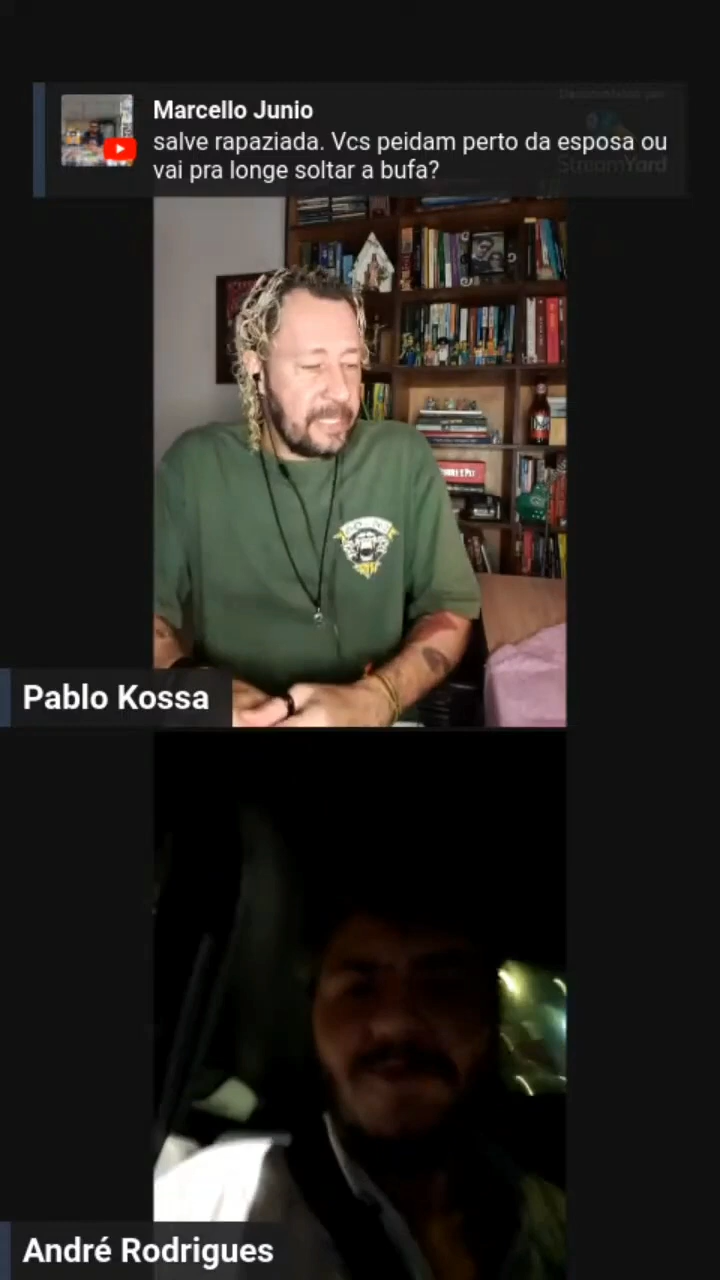 Marcello Junio
salve rapaziada. Vcs peidam perto da esposa ou
vai pra longe soltar a bufa?
StreamYard
Pablo Kossa
André Rodrigues